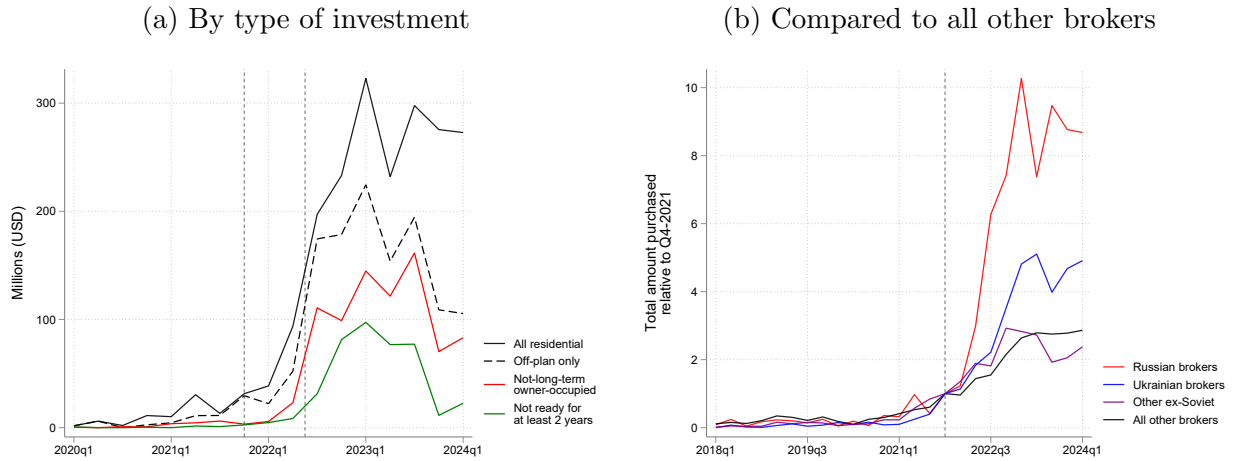 (a) By type of investment
(b) Compared to all other brokers
Millions (USD)
300
200
100
0
2020q1
2021q1
2022q1
2023q1
2024q1
All residential
Off-plan only
Not-long-term
owner-occupied
Not ready for
at least 2 years
Total amount purchased
relative to Q4-2021
10
8
6
4
2
0
2018q1
2019q3
2021q1
2022q3
2024q1
Russian brokers
Ukrainian brokers
Other ex-Soviet
All other brokers